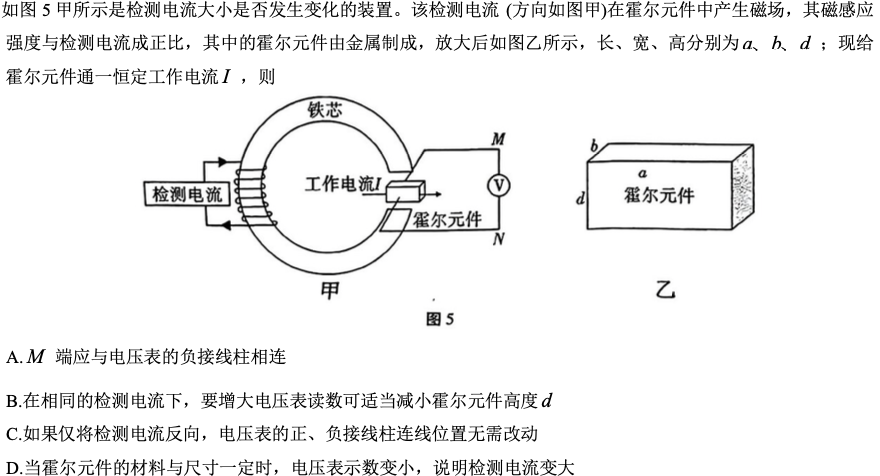 如图 5 甲所示是检测电流大小是否发生变化的装置。该检测电流 (方向如图甲)在霍尔元件中产生磁场，其磁感应
强度与检测电流成正比，其中的霍尔元件由金属制成，放大后如图乙所示，长、宽、高分别为a、b、d ；现给
霍尔元件通一恒定工作电流I ，则
铁芯
M
检测电流
工作电流I
V
霍尔元件
N
甲
b
a
d
霍尔元件
乙
图 5
A. M 端应与电压表的负接线柱相连
B.在相同的检测电流下，要增大电压表读数可适当减小霍尔元件高度d
C.如果仅将检测电流反向，电压表的正、负接线柱连线位置无需改动
D.当霍尔元件的材料与尺寸一定时，电压表示数变小，说明检测电流变大